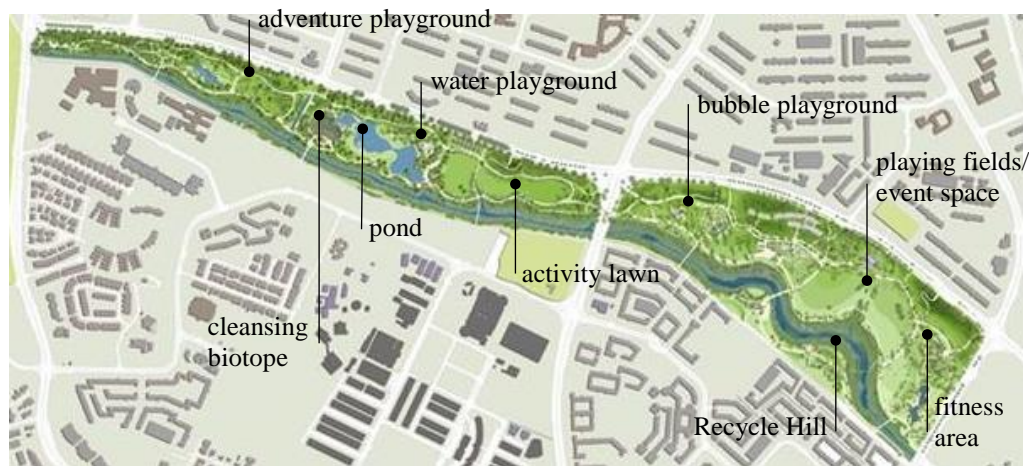 adventure playground
water playground
bubble playground
playing fields/
event space
pond
activity lawn
cleansing
biotope
Recycle Hill
fitness
area